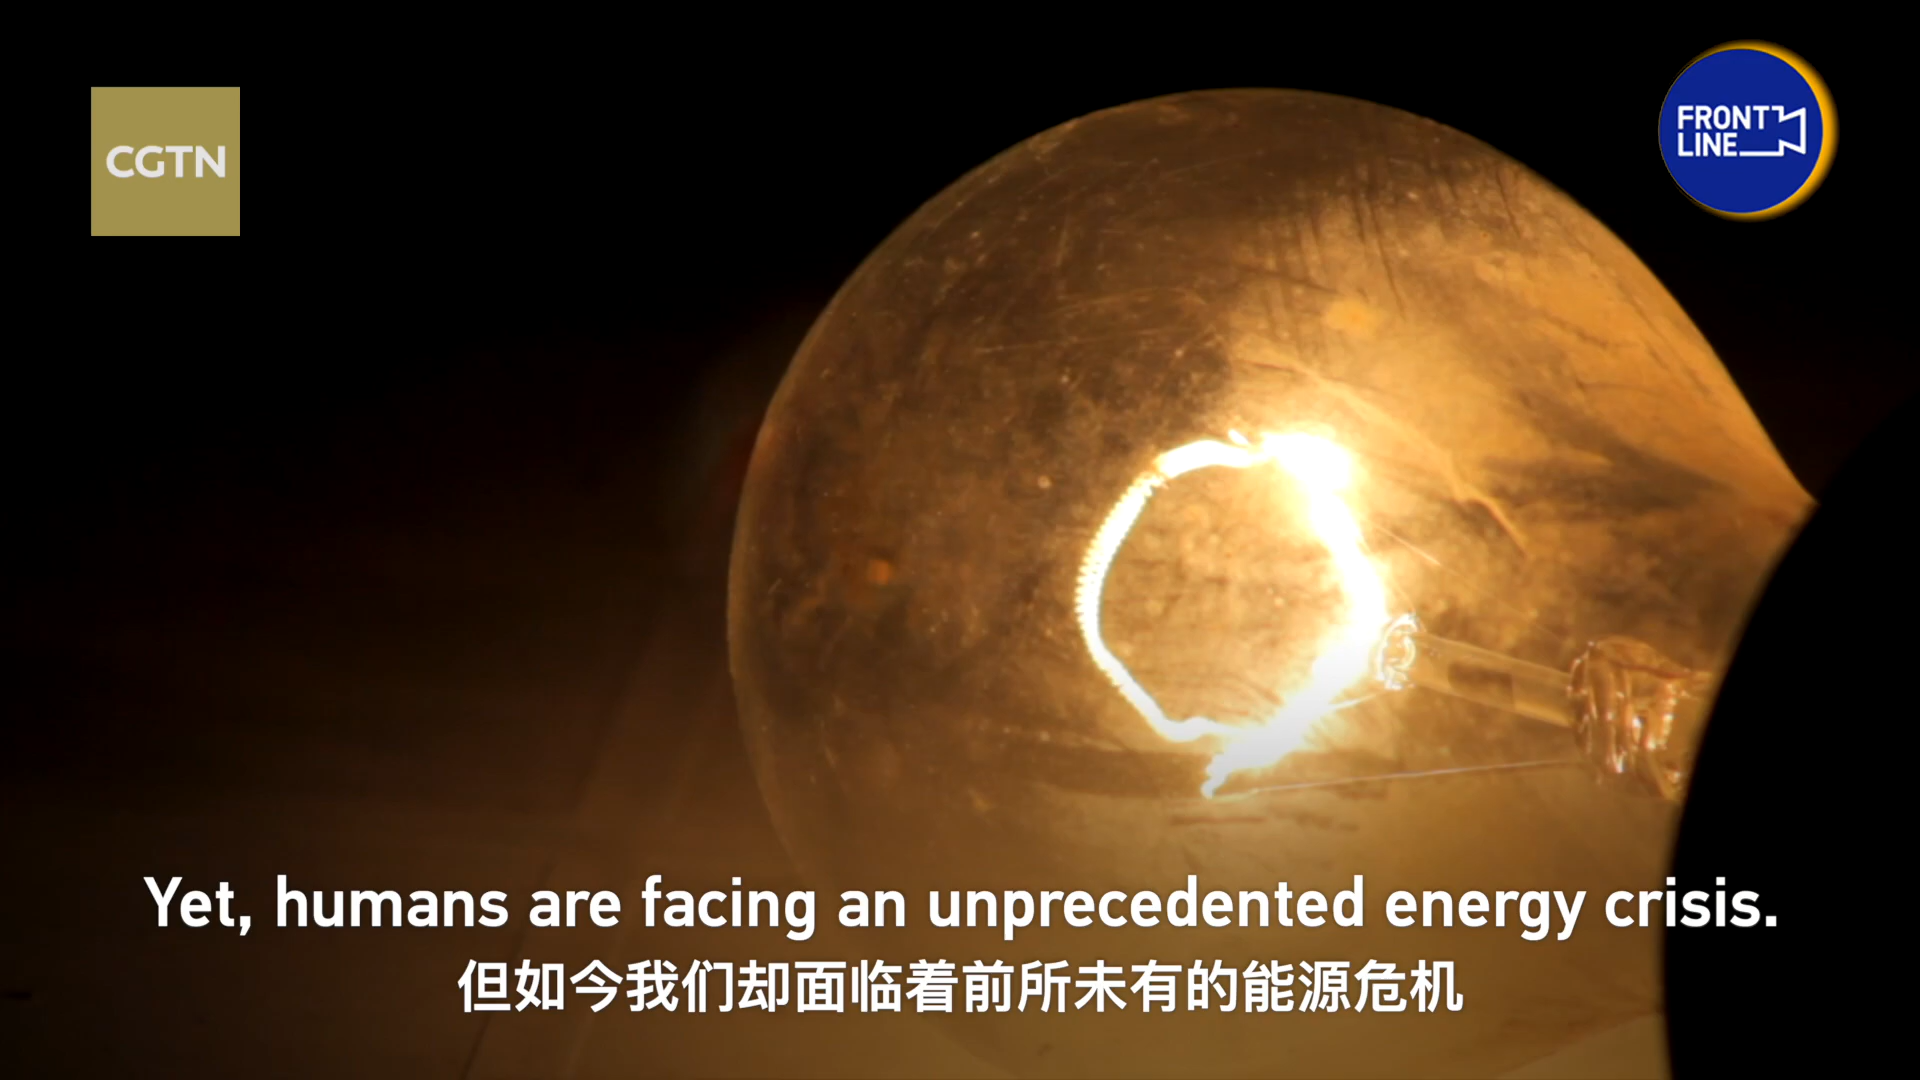 CGTN
FRONT
LINE
Yet, humans are facing an unprecedented energy crisis.
但如今我们却面临着前所未有的能源危机